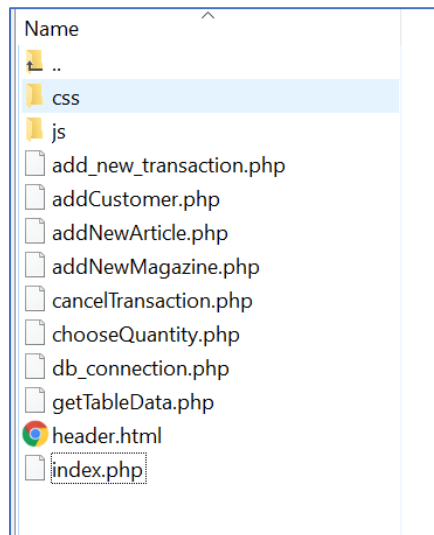 Name
..
css
js
add_new_transaction.php
addCustomer.php
addNewArticle.php
addNewMagazine.php
cancelTransaction.php
chooseQuantity.php
db_connection.php
getTableData.php
header.html
index.php